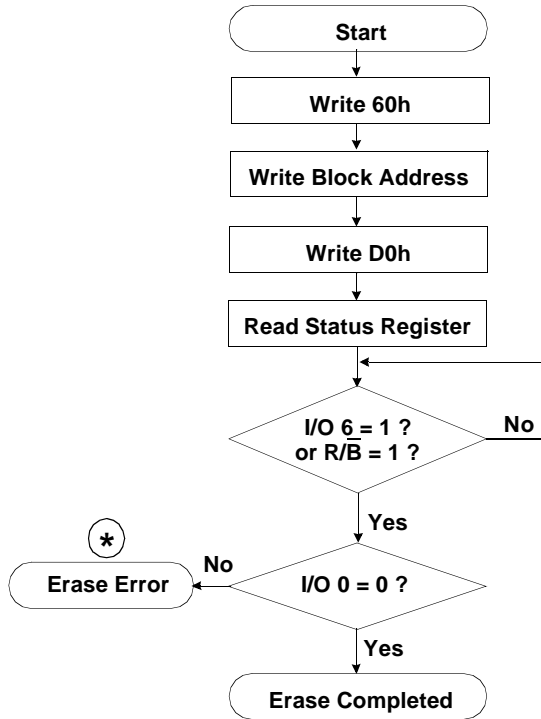 Start
Write 60h
Write Block Address
Write D0h
Read Status Register
I/O 6 = 1 ?
or R/B̅ = 1 ?
No
Yes
*
No
Erase Error
I/O 0 = 0 ?
Yes
Erase Completed